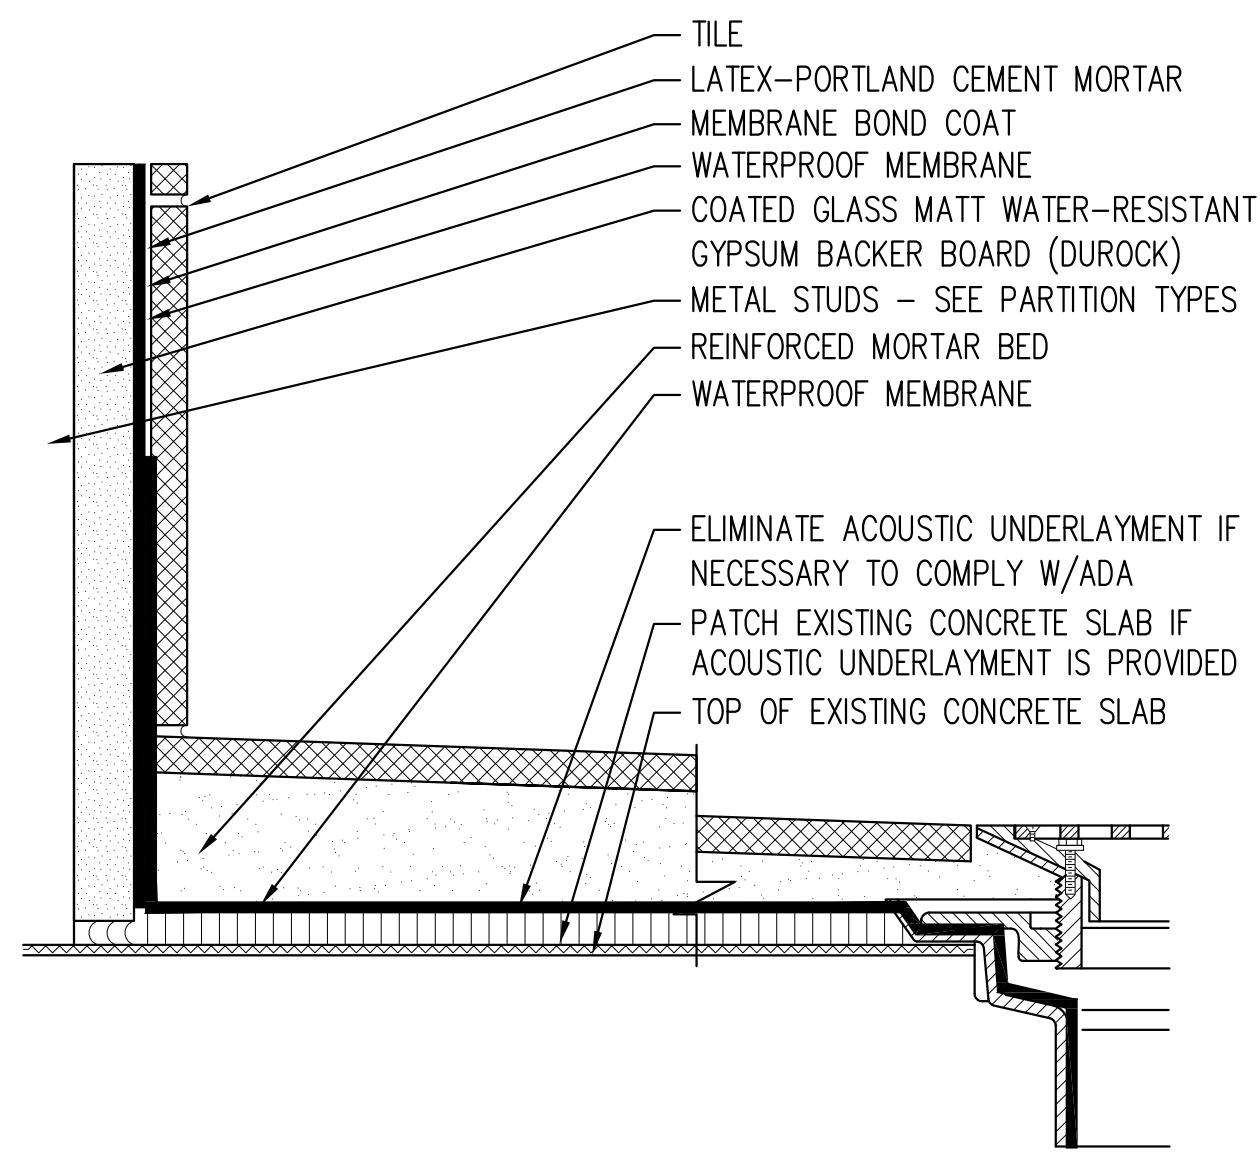 TILE
LATEX-PORTLAND CEMENT MORTAR
MEMBRANE BOND COAT
WATERPROOF MEMBRANE
COATED GLASS MATT WATER-RESISTANT
GYPSUM BACKER BOARD (DUROCK)
METAL STUDS - SEE PARTITION TYPES
REINFORCED MORTAR BED
WATERPROOF MEMBRANE
ELIMINATE ACOUSTIC UNDERLAYMENT IF
NECESSARY TO COMPLY W/ADA
PATCH EXISTING CONCRETE SLAB IF
ACOUSTIC UNDERLAYMENT IS PROVIDED
TOP OF EXISTING CONCRETE SLAB